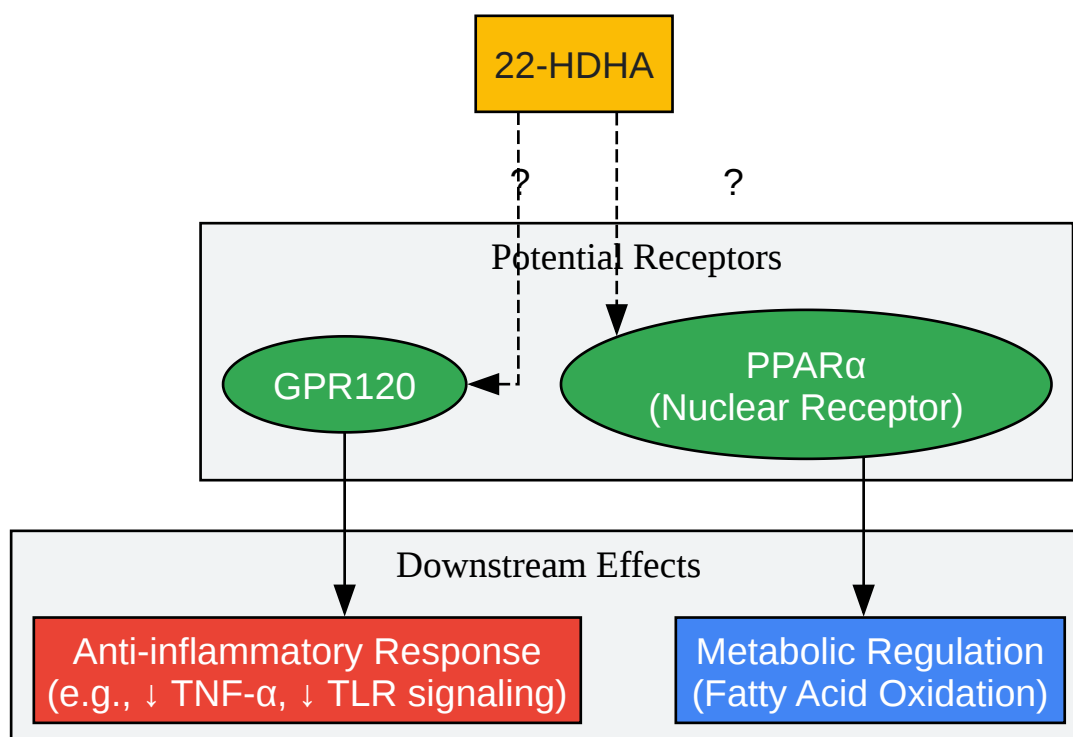 22-HDHA
?
?
Potential Receptors
GPR120
PPARα
(Nuclear Receptor)
Downstream Effects
Anti-inflammatory Response
(e.g., ↓ TNF-α, ↓ TLR signaling)
Metabolic Regulation
(Fatty Acid Oxidation)